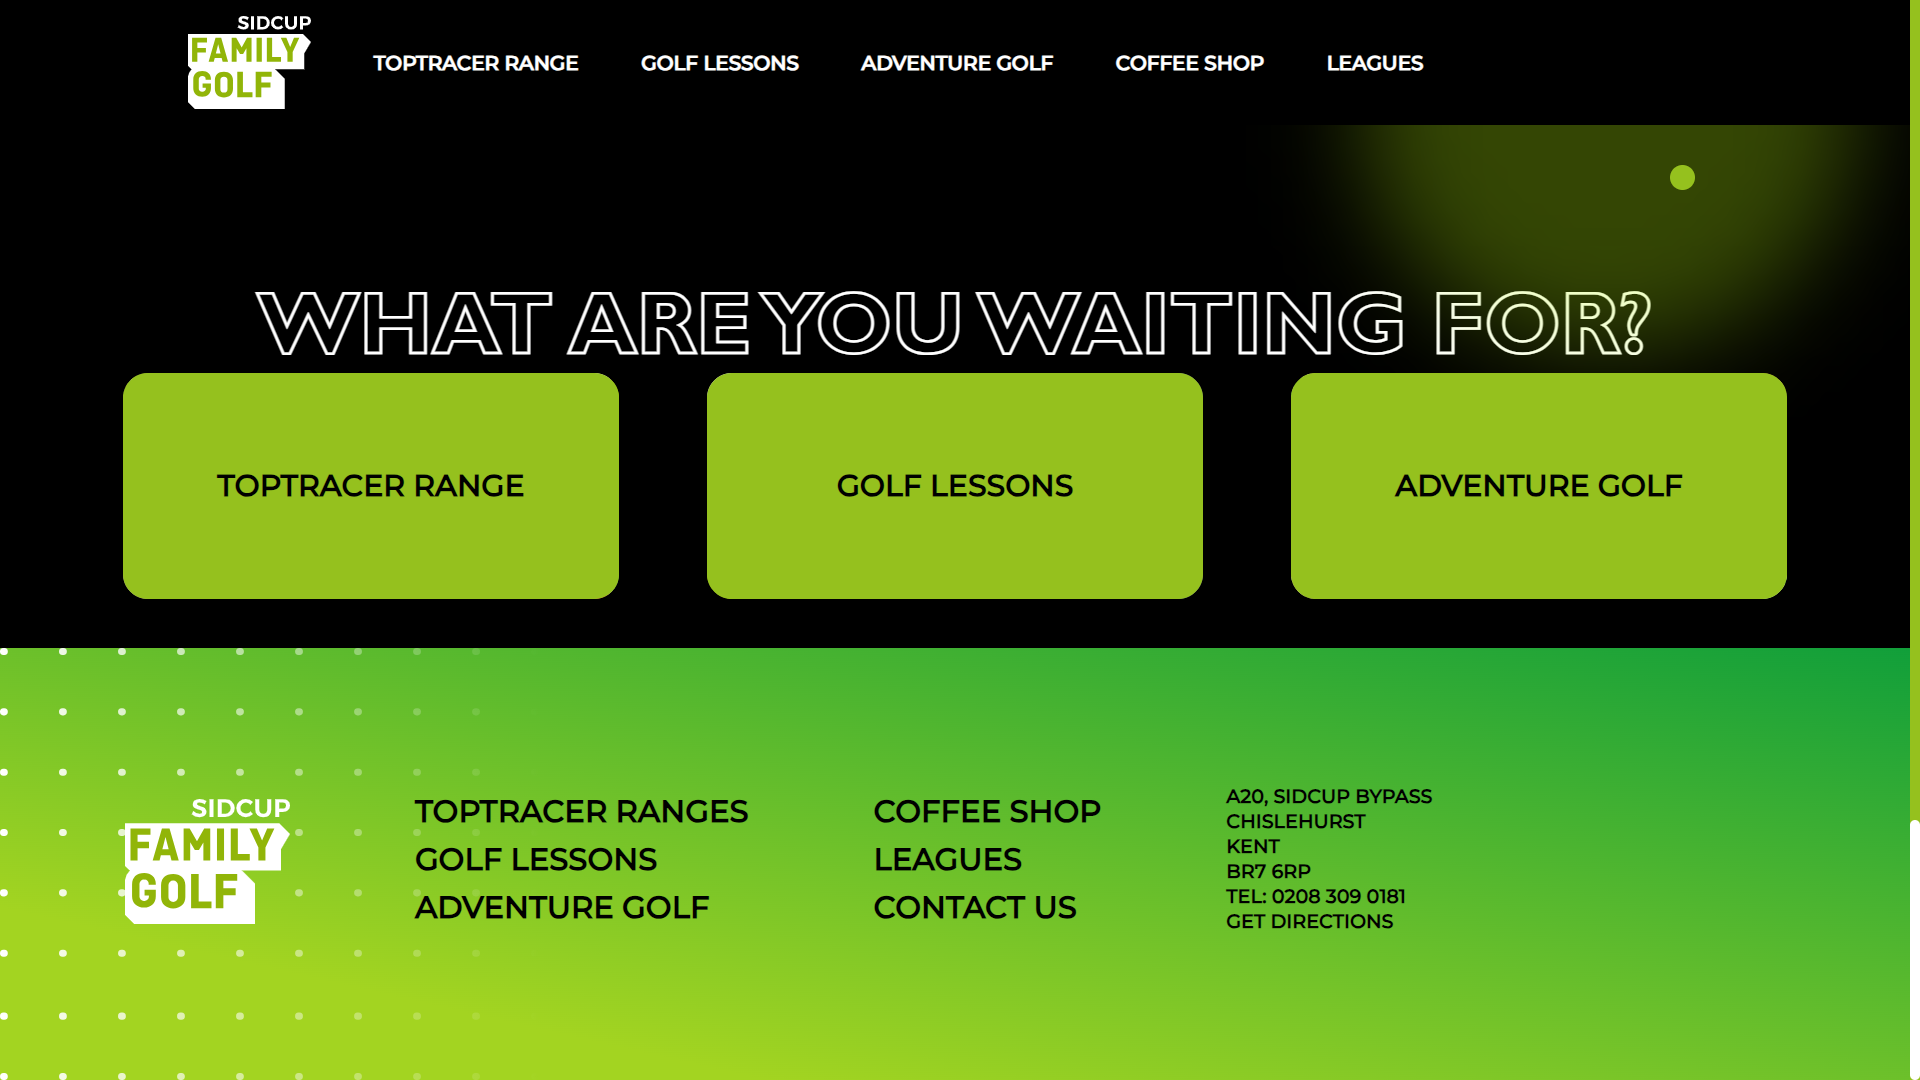 SIDCUP
FAMILY
GOLF
TOPTRACER RANGE
GOLF LESSONS
ADVENTURE GOLF
COFFEE SHOP
LEAGUES
WHAT ARE YOU WAITING FOR?
TOPTRACER RANGE
GOLF LESSONS
ADVENTURE GOLF
SIDCUP
FAMILY
GOLF
TOPTRACER RANGES
GOLF LESSONS
ADVENTURE GOLF
COFFEE SHOP
LEAGUES
CONTACT US
A20, SIDCUP BYPASS
CHISLEHURST
KENT
BR7 6RP
TEL: 0208 309 0181
GET DIRECTIONS